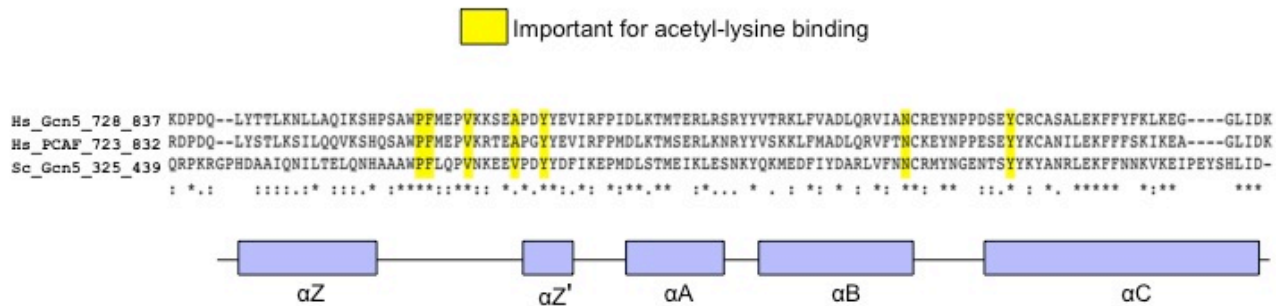 Important for acetyl-lysine binding
Hs_Gcn5_728_837 KDPDQ--LYTTLKNLLAQIKSHPSAWPFMEPVKKSEAPDYYEVIRFPIDLKTMTERLRSRYYVTRKLFVADLQRVIANCREYNPPDSEYCRCASALEKFFYFKLKEG----GLIDK
Hs_PCAF_723_832 RDPDQ--LYSTLKSILQQVKSHQSAWPFMEPVKRTEAPGYYEVIRFPMDLKTMSERLKNRYYVSKKLFMADLQRVFTNCKEYNPPESEYYKCANILEKFFFSKIKEA----GLIDK
Sc_Gcn5_325_439 QRPKRGPHDAAIQNILTELQNHAAAWPFLQPVNKEEVPDYYDFIKEPMDLSTMEIKLESNKYQKMEDFIYDARLVFNNCRMYNGENTSYYKYANRLEKFFNNKVKEIPEYSHLID-
: *.: ::::.:* :::.* : ****::**.:* *.*.**:.*: *:**.** :*... * : *: * : *. *:.:**: ** ::.* : *. ***** *:** ***
αZ αZ' αA αB αC